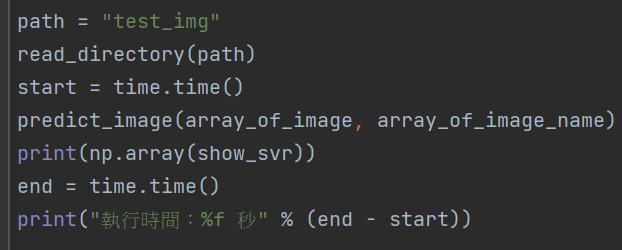 path = "test_img"
read_directory(path)
start = time.time()
predict_image(array_of_image, array_of_image_name)
print(np.array(show_svr))
end = time.time()
print("執行時間：%f 秒" % (end - start))